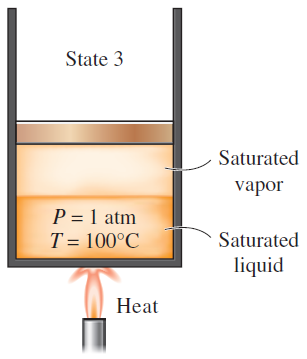 State 3
Saturated
vapor
P = 1 atm
T = 100°C
Saturated
liquid
Heat